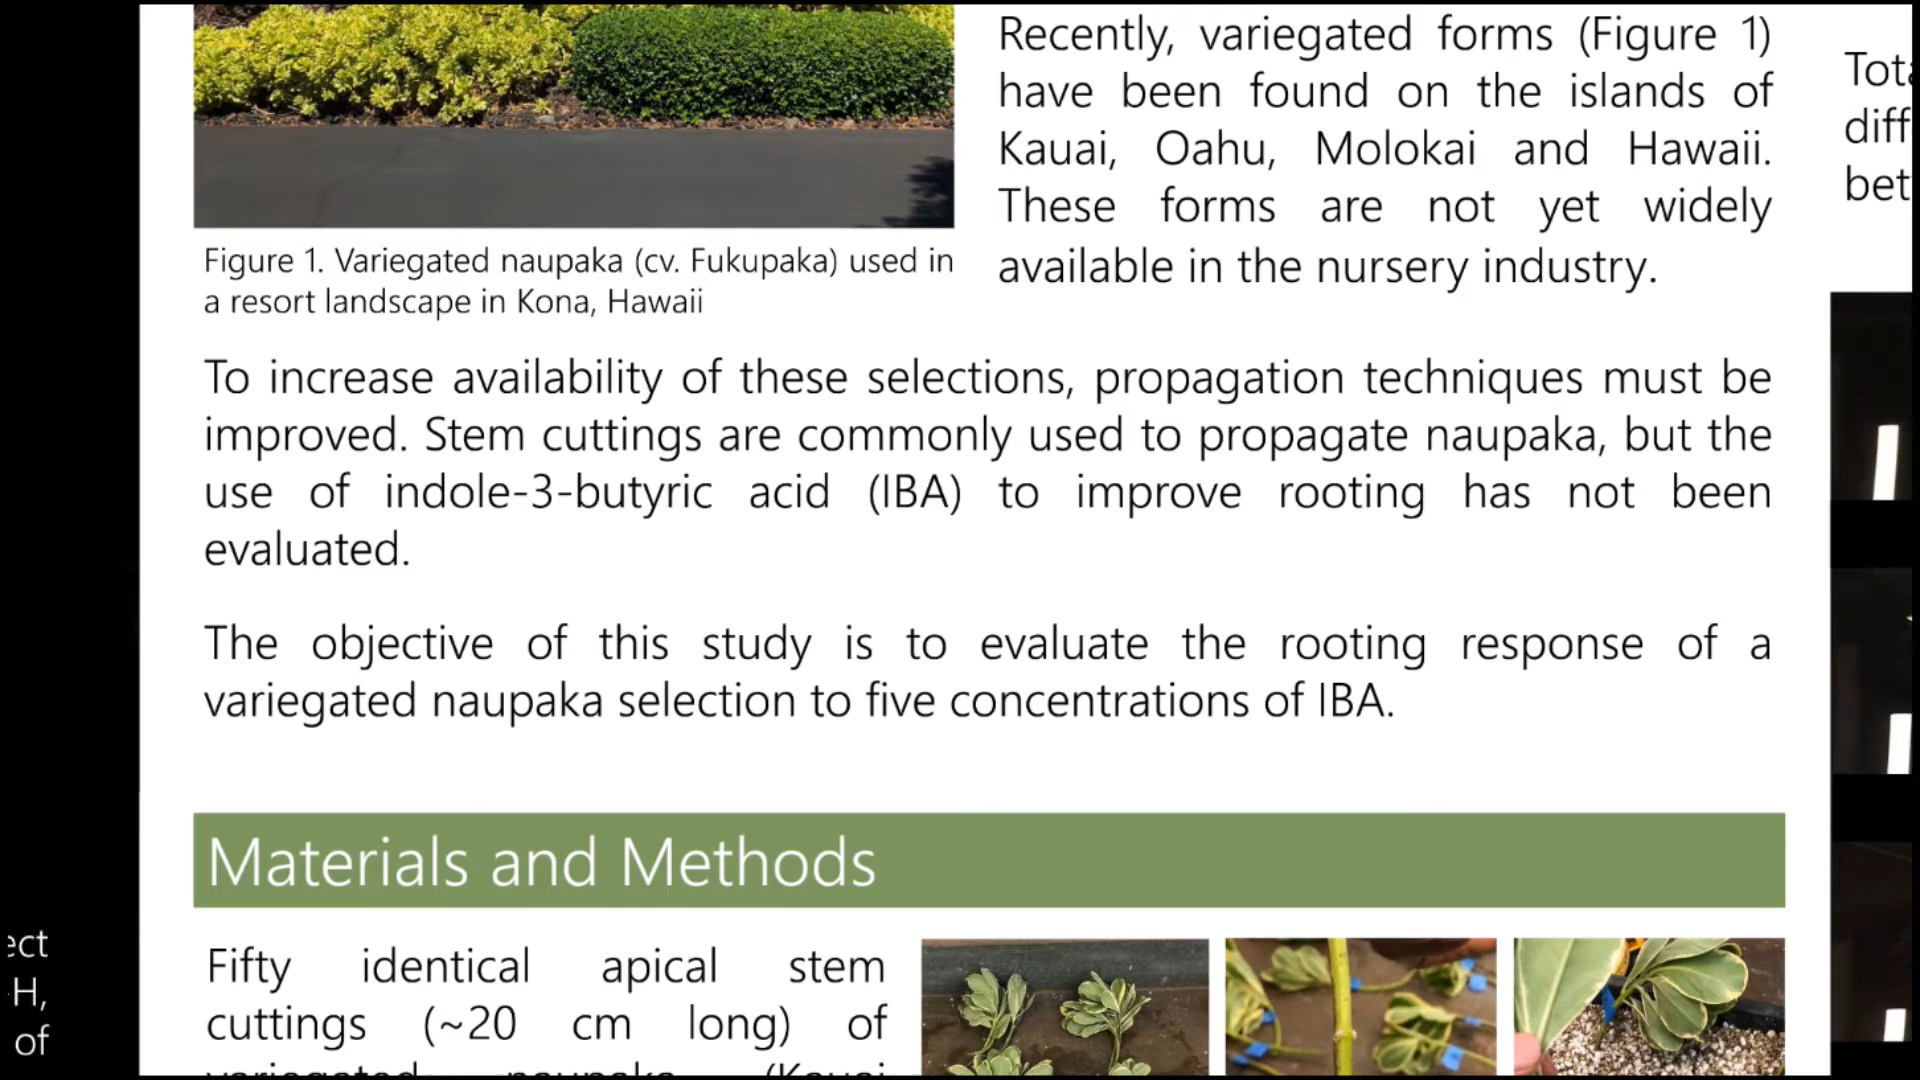 Recently, variegated forms (Figure 1)
have been found on the islands of
Kauai, Oahu, Molokai and Hawaii.
These forms are not yet widely
available in the nursery industry.
Figure 1. Variegated naupaka (cv. Fukupaka) used in
a resort landscape in Kona, Hawaii
To increase availability of these selections, propagation techniques must be
improved. Stem cuttings are commonly used to propagate naupaka, but the
use of indole-3-butyric acid (IBA) to improve rooting has not been
evaluated.
The objective of this study is to evaluate the rooting response of a
variegated naupaka selection to five concentrations of IBA.
Materials and Methods
Fifty identical apical stem
cuttings (~20 cm long) of
variegated naupaka (Kauai
of